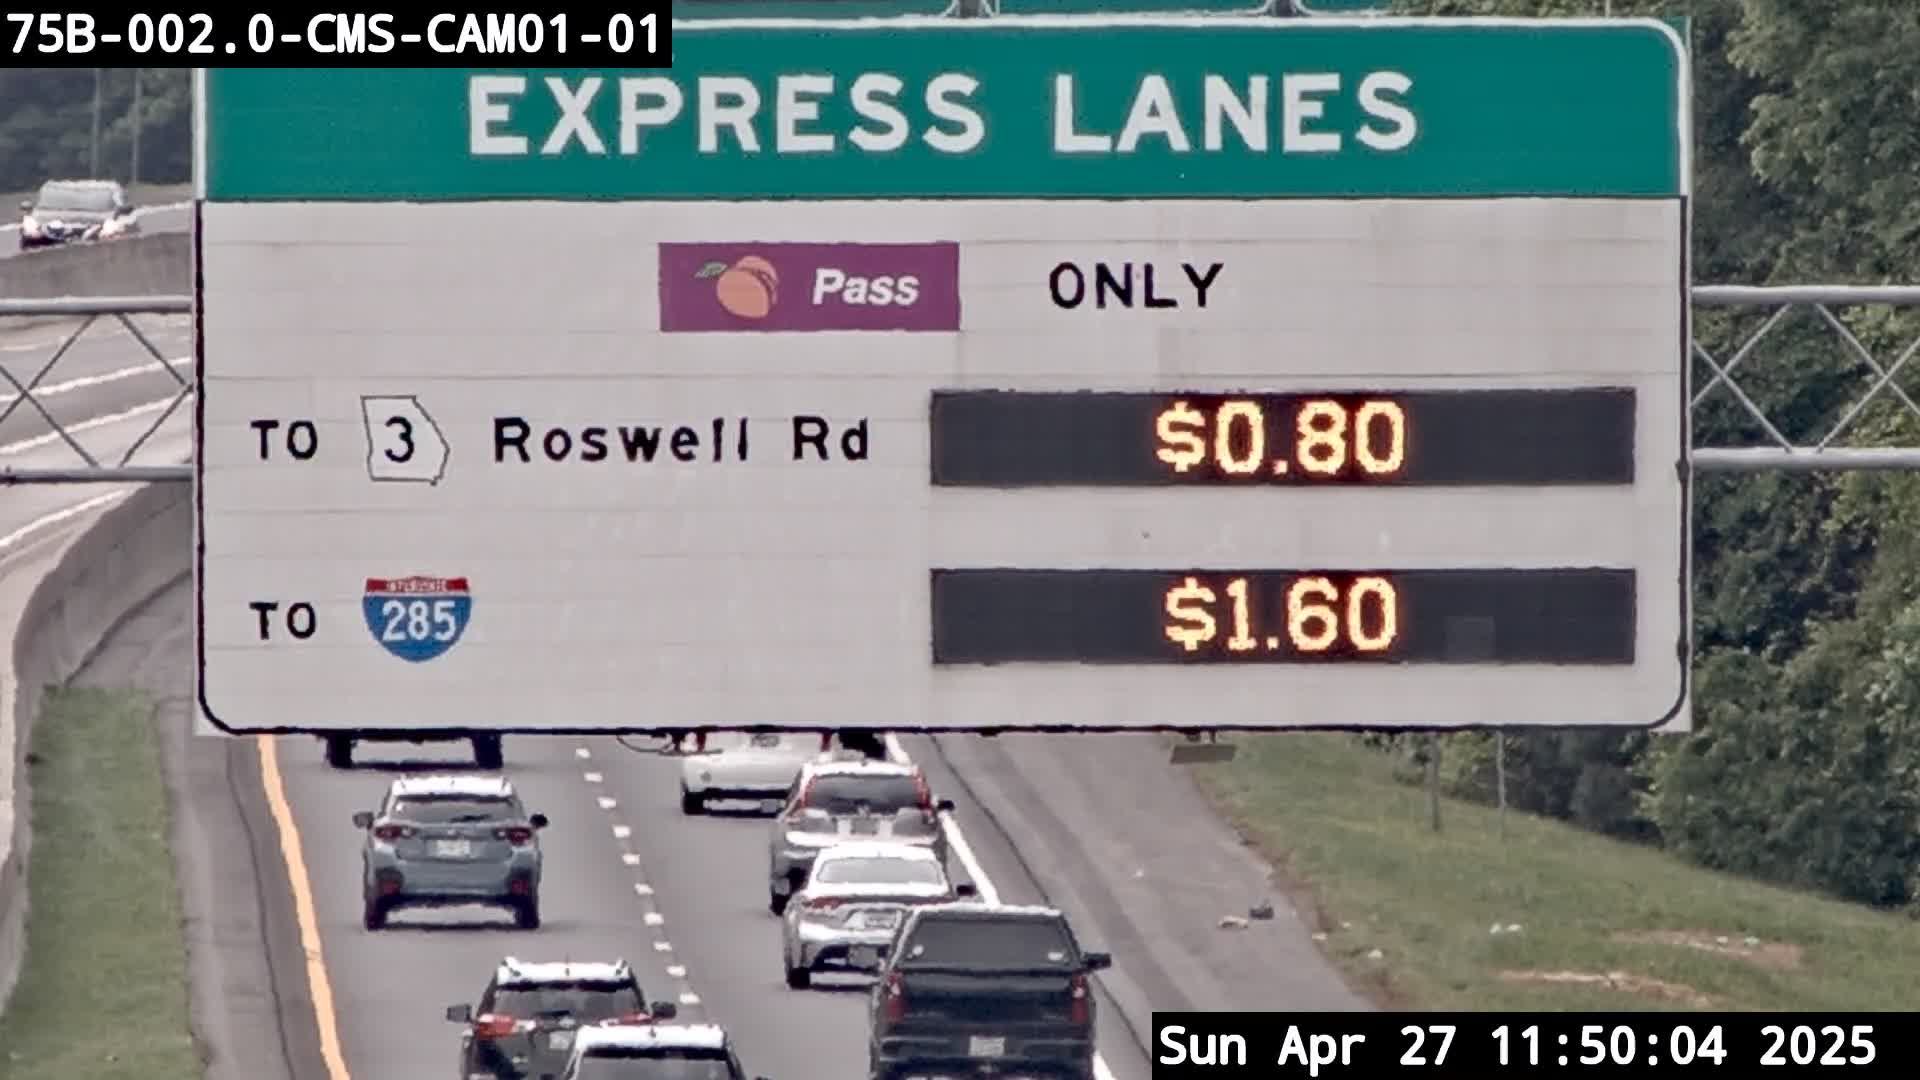 75B-002.0-CMS-CAM01-01
EXPRESS LANES
Pass ONLY
TO 3 Roswell Rd $0.80
INTERSTATE
TO 285 $1.60
Sun Apr 27 11:50:04 2025